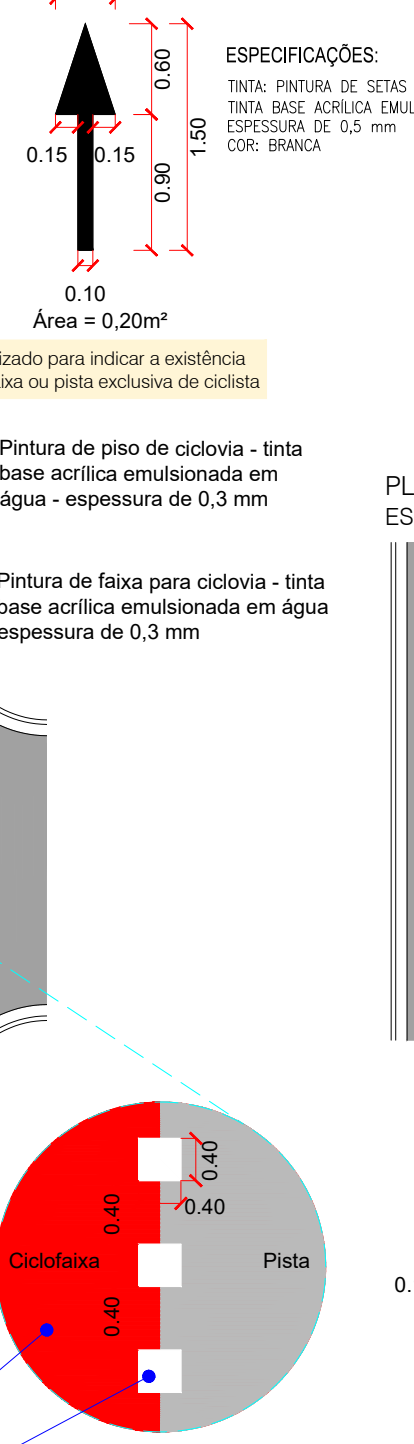 0.60
1.50
0.90
0.15
0.15
0.10
Área = 0,20m²
ESPECIFICAÇÕES:
TINTA: PINTURA DE SETAS
TINTA BASE ACRÍLICA EMUL
ESPESSURA DE 0,5 mm
COR: BRANCA
izado para indicar a existência
aixa ou pista exclusiva de ciclista
Pintura de piso de ciclovia - tinta
base acrílica emulsionada em
água - espessura de 0,3 mm
Pintura de faixa para ciclovia - tinta
base acrílica emulsionada em água
espessura de 0,3 mm
PL
ES
0.40
0.40
0.40
0.40
Ciclofaixa
Pista
0.